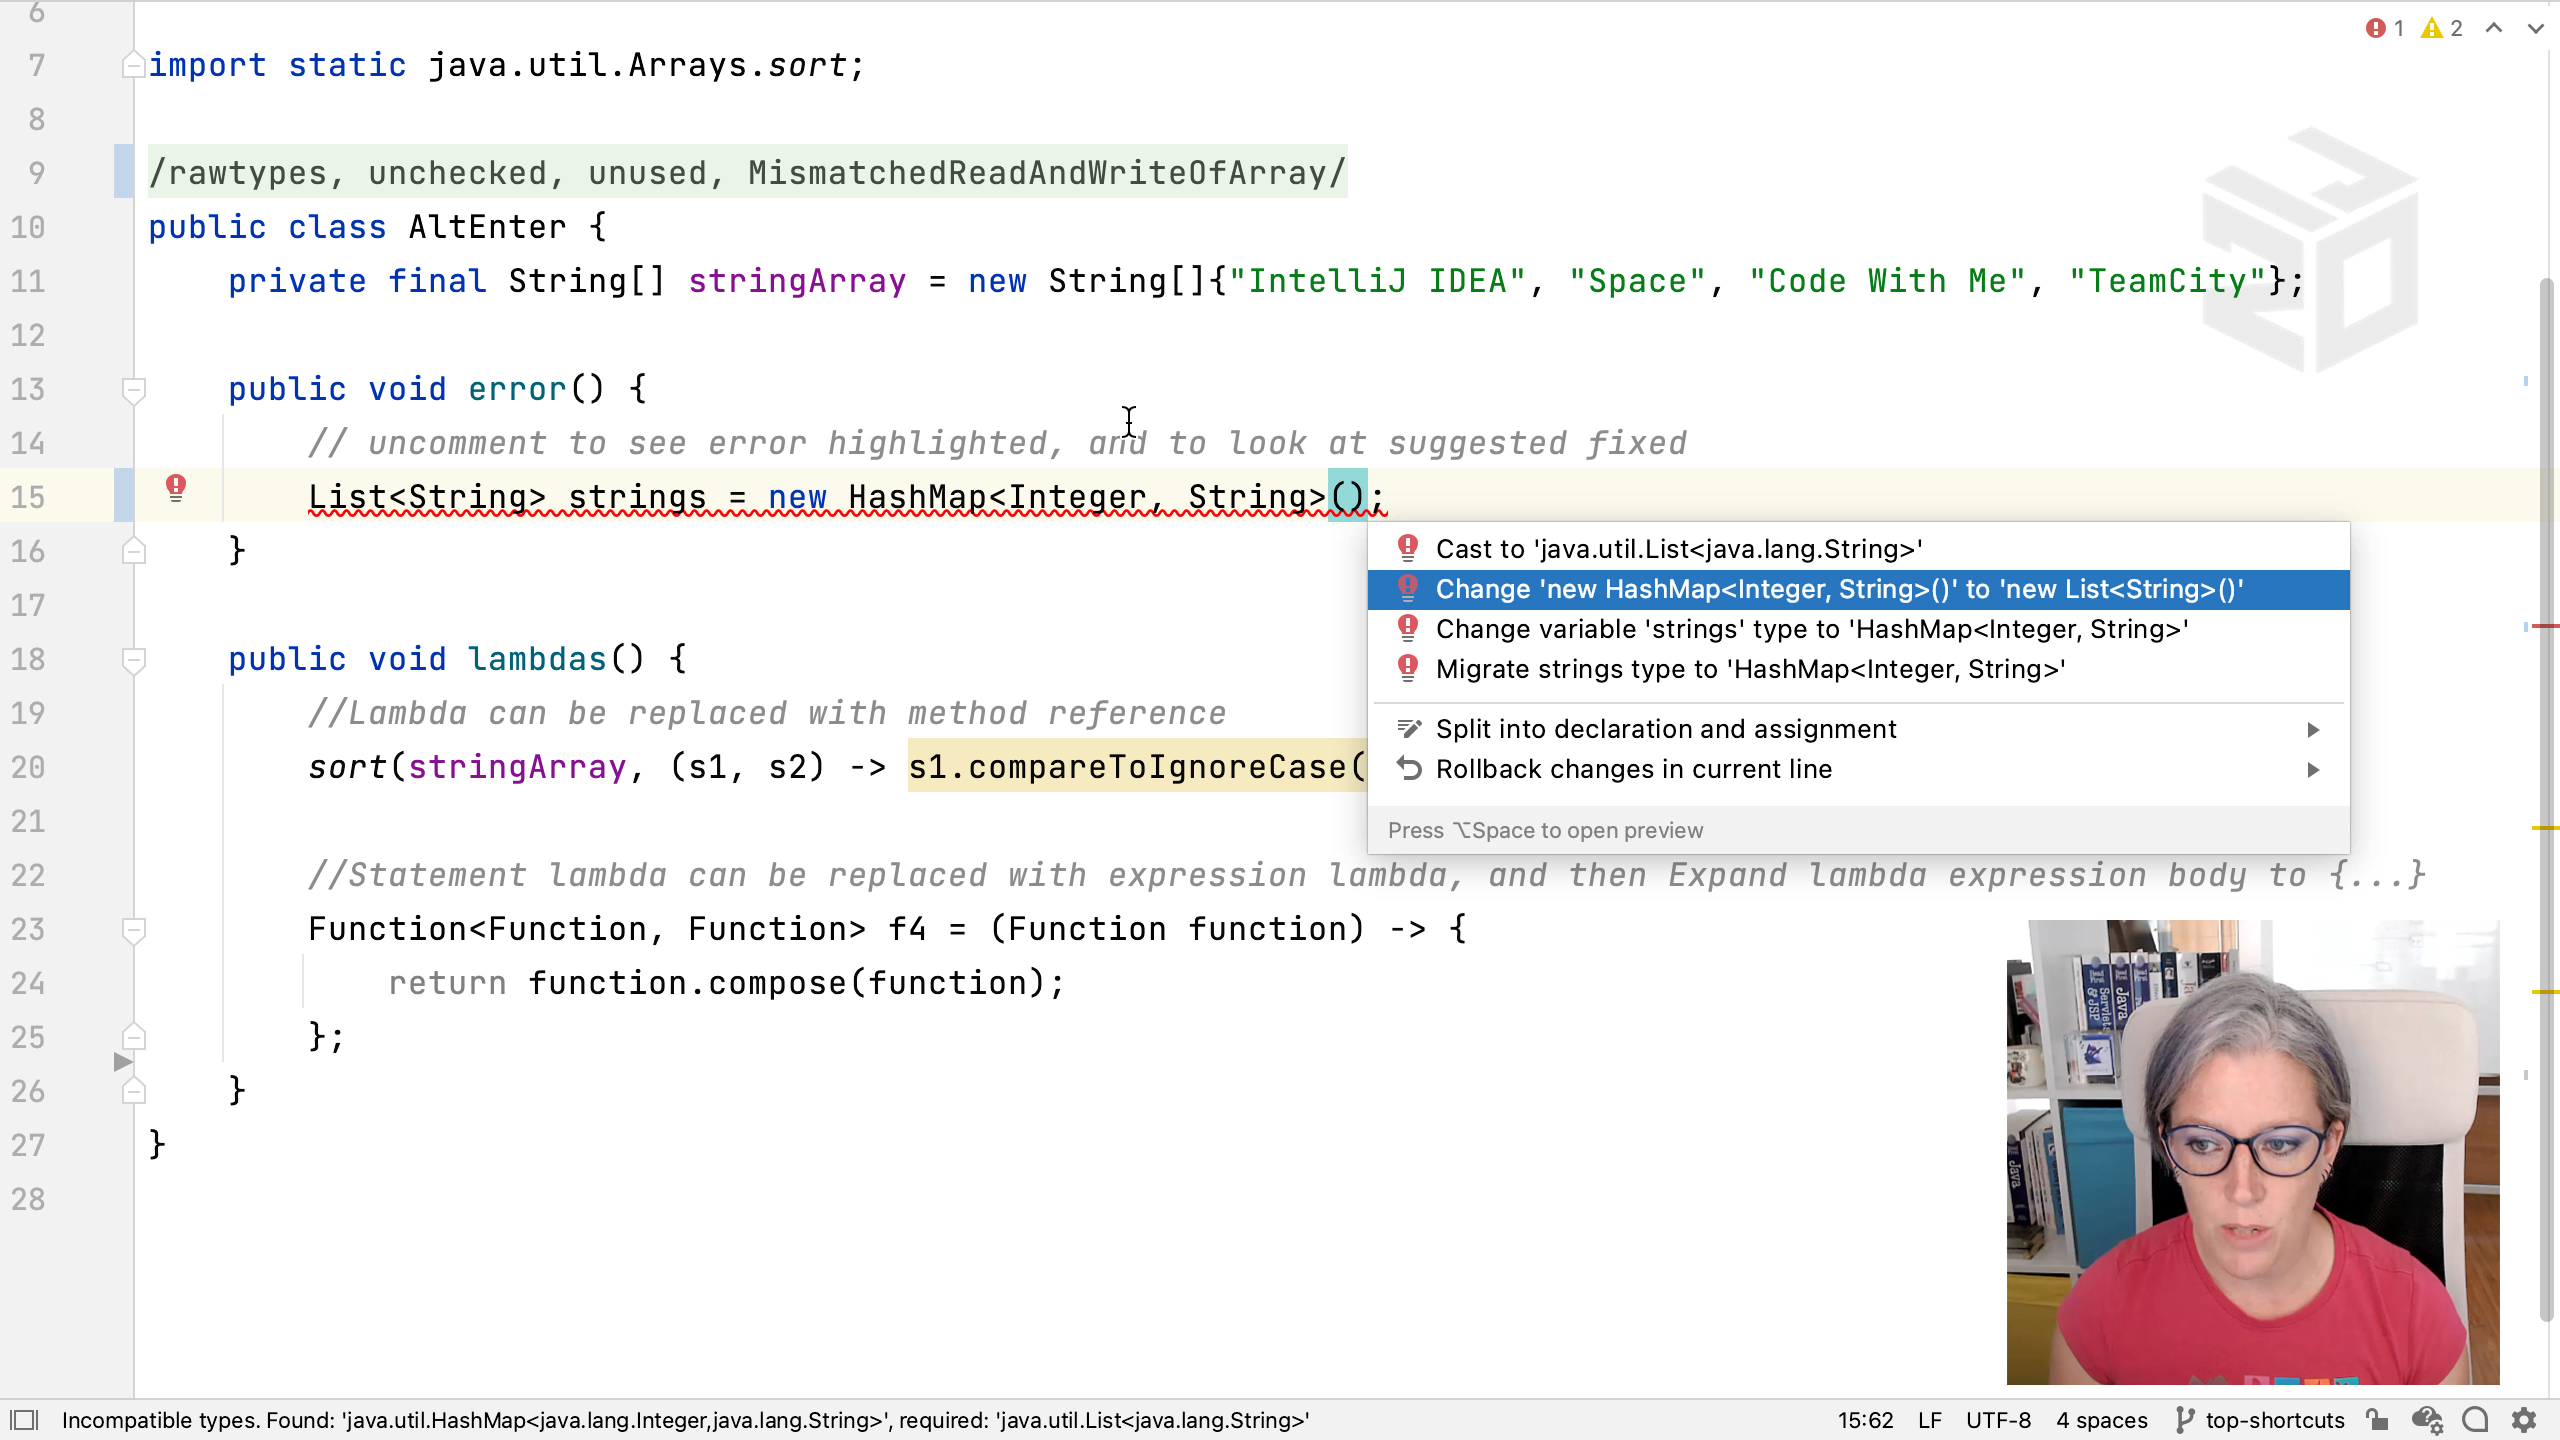 6
1 2
7 import static java.util.Arrays.sort;
8
9 /rawtypes, unchecked, unused, MismatchedReadAndWriteOfArray/
10 public class AltEnter {
11 private final String[] stringArray = new String[]{"IntelliJ IDEA", "Space", "Code With Me", "TeamCity"};
12
13 public void error() {
14 // uncomment to see error highlighted, and to look at suggested fixed
15 List<String> strings = new HashMap<Integer, String>();
16 }
Cast to 'java.util.List<java.lang.String>'
Change 'new HashMap<Integer, String>()' to 'new List<String>()'
Change variable 'strings' type to 'HashMap<Integer, String>'
Migrate strings type to 'HashMap<Integer, String>'
Split into declaration and assignment
Rollback changes in current line
Press ⌥Space to open preview
17
18 public void lambdas() {
19 //Lambda can be replaced with method reference
20 sort(stringArray, (s1, s2) -> s1.compareToIgnoreCase(
21
22 //Statement lambda can be replaced with expression lambda, and then Expand lambda expression body to {...}
23 Function<Function, Function> f4 = (Function function) -> {
24 return function.compose(function);
25 };
26 }
27 }
28
Head First
Servlets & JSP
Java
Java
Incompatible types. Found: 'java.util.HashMap<java.lang.Integer,java.lang.String>', required: 'java.util.List<java.lang.String>'
15:62 LF UTF-8 4 spaces top-shortcuts